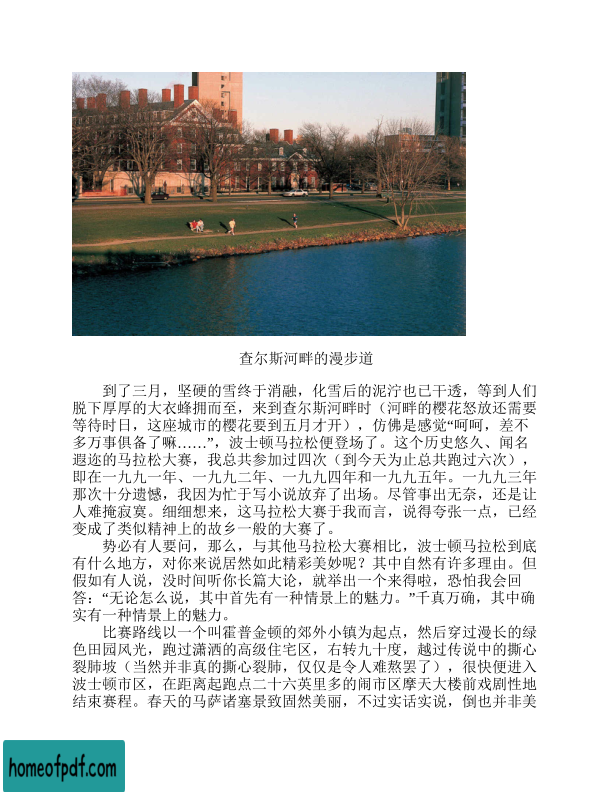 查尔斯河畔的漫步道
到了三月，坚硬的雪终于消融，化雪后的泥泞也已干透，等到人们
脱下厚厚的大衣蜂拥而至，来到查尔斯河畔时（河畔的樱花怒放还需要
等待时日，这座城市的樱花要到五月才开），仿佛是感觉“呵呵，差不
多万事俱备了嘛……”，波士顿马拉松便登场了。这个历史悠久、闻名
遐迩的马拉松大赛，我总共参加过四次（到今天为止总共跑过六次），
即在一九九一年、一九九二年、一九九四年和一九九五年。一九九三年
那次十分遗憾，我因为忙于写小说放弃了出场。尽管事出无奈，还是让
人难掩寂寞。细细想来，这马拉松大赛于我而言，说得夸张一点，已经
变成了类似精神上的故乡一般的大赛了。
势必有人要问，那么，与其他马拉松大赛相比，波士顿马拉松到底
有什么地方，对你来说居然如此精彩美妙呢？其中自然有许多理由。但
假如有人说，没时间听你长篇大论，就举出一个来得啦，恐怕我会回
答：“无论怎么说，其中首先有一种情景上的魅力。”千真万确，其中确
实有一种情景上的魅力。
比赛路线以一个叫霍普金顿的郊外小镇为起点，然后穿过漫长的绿
色田园风光，跑过潇洒的高级住宅区，右转九十度，越过传说中的撕心
裂肺坡（当然并非真的撕心裂肺，仅仅是令人难熬罢了），很快便进入
波士顿市区，在距离起跑点二十六英里多的闹市区摩天大楼前戏剧性地
结束赛程。春天的马萨诸塞景致固然美丽，不过实话实说，倒也并非美
homeofpdf.com